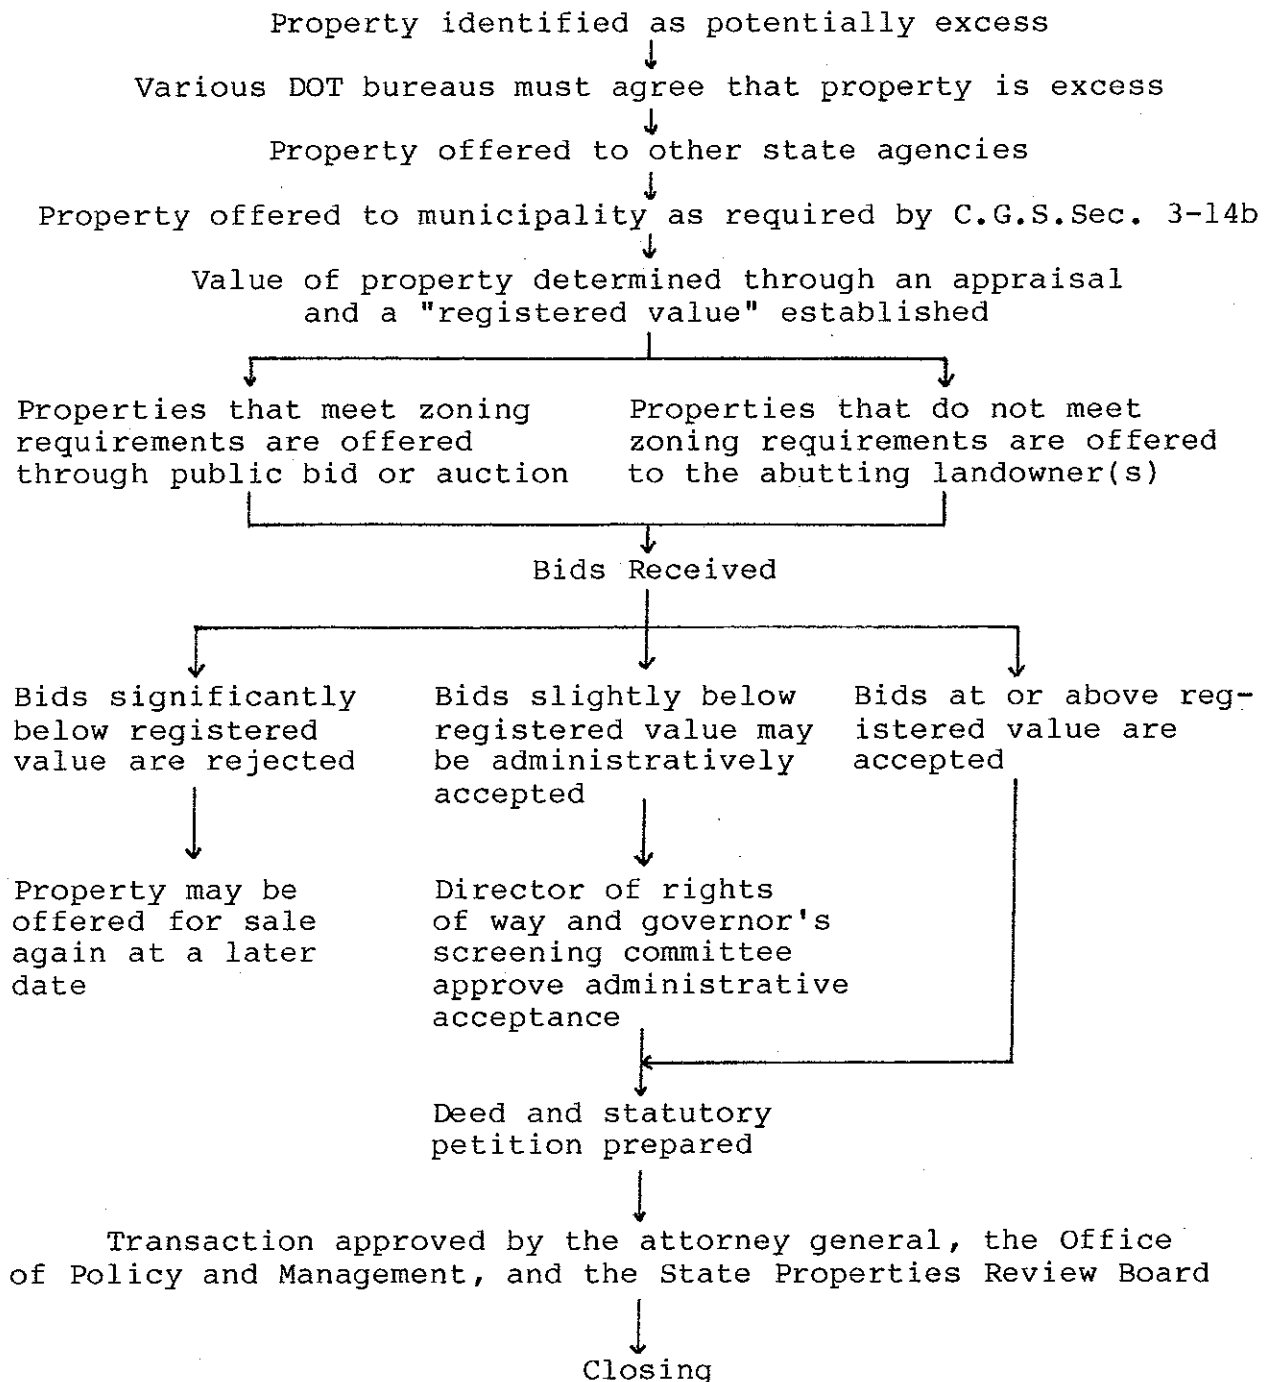 Property identified as potentially excess
Various DOT bureaus must agree that property is excess
Property offered to other state agencies
Property offered to municipality as required by C.G.S.Sec. 3-14b
Value of property determined through an appraisal
and a "registered value" established
Properties that meet zoning
requirements are offered
through public bid or auction
Properties that do not meet
zoning requirements are offered
to the abutting landowner(s)
Bids Received
Bids significantly
below registered
value are rejected
Bids slightly below
registered value may
be administratively
accepted
Bids at or above reg-
istered value are
accepted
Property may be
offered for sale
again at a later
date
Director of rights
of way and governor's
screening committee
approve administrative
acceptance
Deed and statutory
petition prepared
Transaction approved by the attorney general, the Office
of Policy and Management, and the State Properties Review Board
Closing